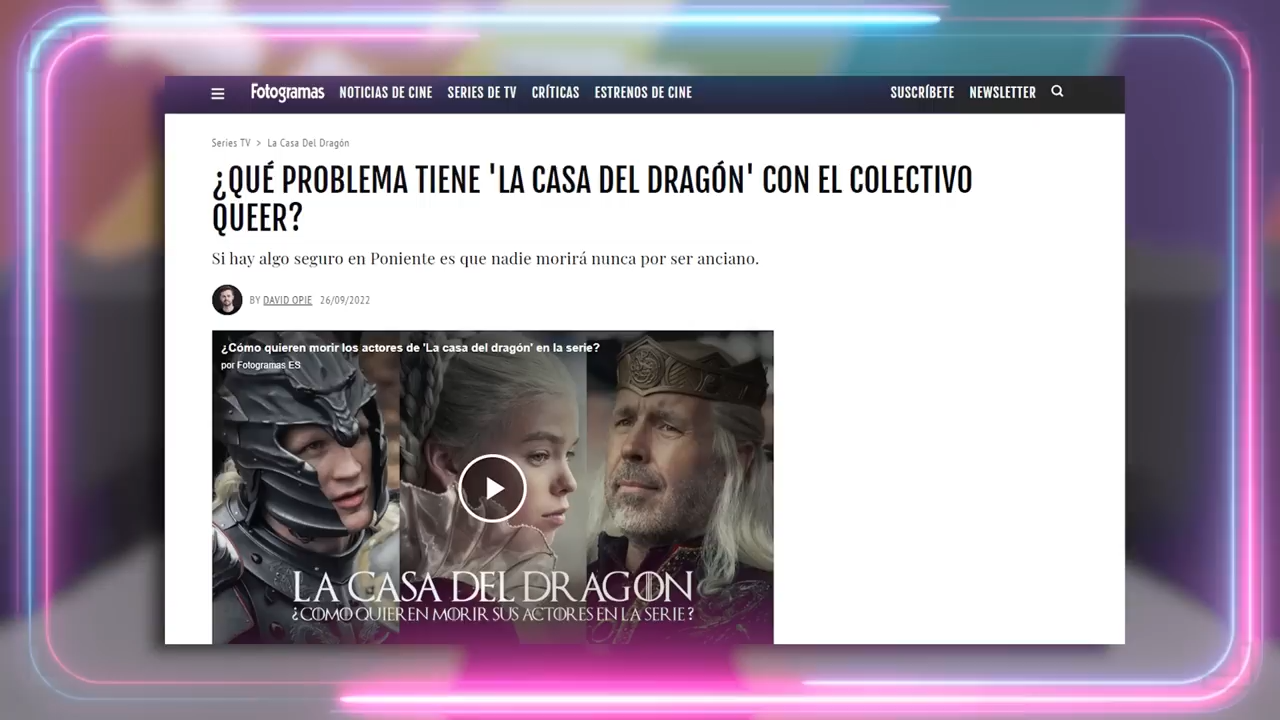 Fotogramas NOTICIAS DE CINE SERIES DE TV CRÍTICAS ESTRENOS DE CINE SUSCRÍBETE NEWSLETTER
Series TV > La Casa Del Dragón
¿QUÉ PROBLEMA TIENE 'LA CASA DEL DRAGÓN' CON EL COLECTIVO
QUEER?
Si hay algo seguro en Poniente es que nadie morirá nunca por ser anciano.
BY DAVID OPIE 26/09/2022
¿Cómo quieren morir los actores de 'La casa del dragón' en la serie?
por Fotogramas ES
LA CASA DEL DRAGON
¿COMO QUIEREN MORIR SUS ACTORES EN LA SERIE?